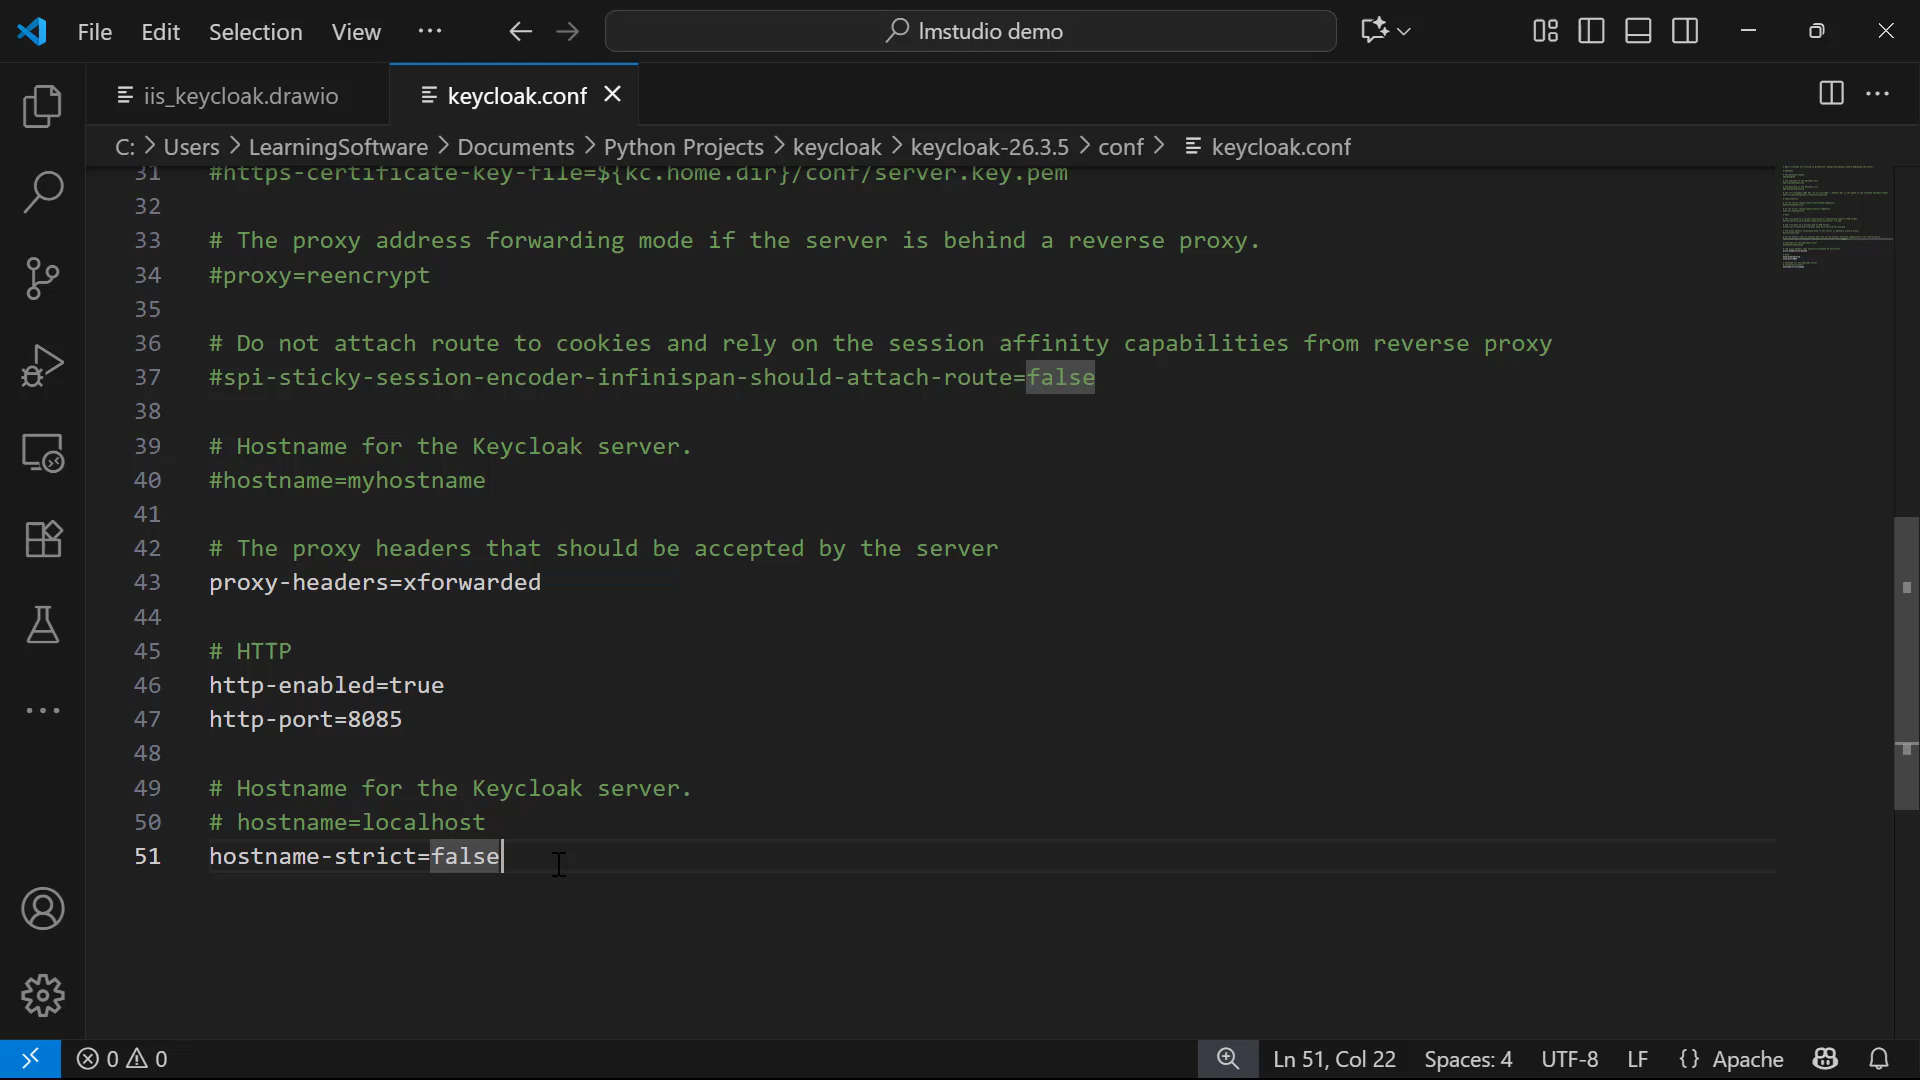 File Edit Selection View ··· lmstudio demo
iis_keycloak.drawio keycloak.conf
C: > Users > LearningSoftware > Documents > Python Projects > keycloak > keycloak-26.3.5 > conf > keycloak.conf
31 #https-certificate-key-file=${kc.home.dir}/conf/server.key.pem
32
33 # The proxy address forwarding mode if the server is behind a reverse proxy.
34 #proxy=reencrypt
35
36 # Do not attach route to cookies and rely on the session affinity capabilities from reverse proxy
37 #spi-sticky-session-encoder-infinispan-should-attach-route=false
38
39 # Hostname for the Keycloak server.
40 #hostname=myhostname
41
42 # The proxy headers that should be accepted by the server
43 proxy-headers=xforwarded
44
45 # HTTP
46 http-enabled=true
47 http-port=8085
48
49 # Hostname for the Keycloak server.
50 # hostname=localhost
51 hostname-strict=false
0 0 Ln 51, Col 22 Spaces: 4 UTF-8 LF {} Apache